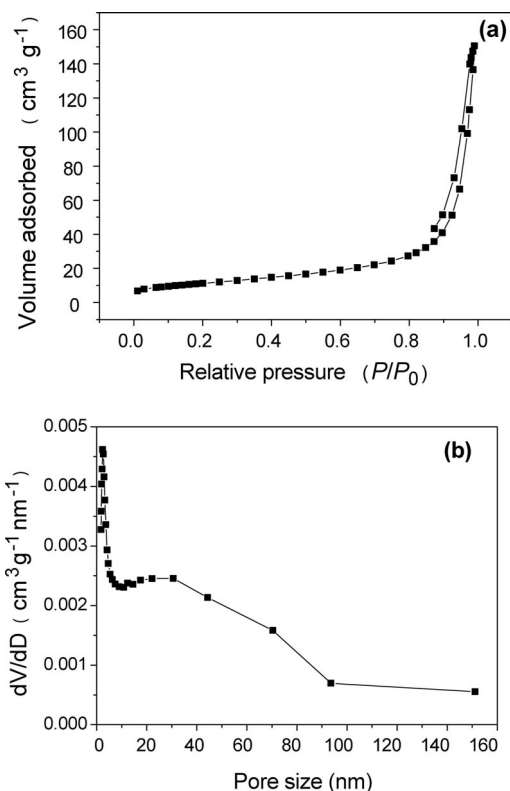 (a)
160
140
120
100
80
60
40
20
0
Volume adsorbed ( cm³ g⁻¹)
0.0 0.2 0.4 0.6 0.8 1.0
Relative pressure (P/P₀)
(b)
0.005
0.004
0.003
0.002
0.001
0.000
dV/dD ( cm³g⁻¹nm⁻¹)
0 20 40 60 80 100 120 140 160
Pore size (nm)